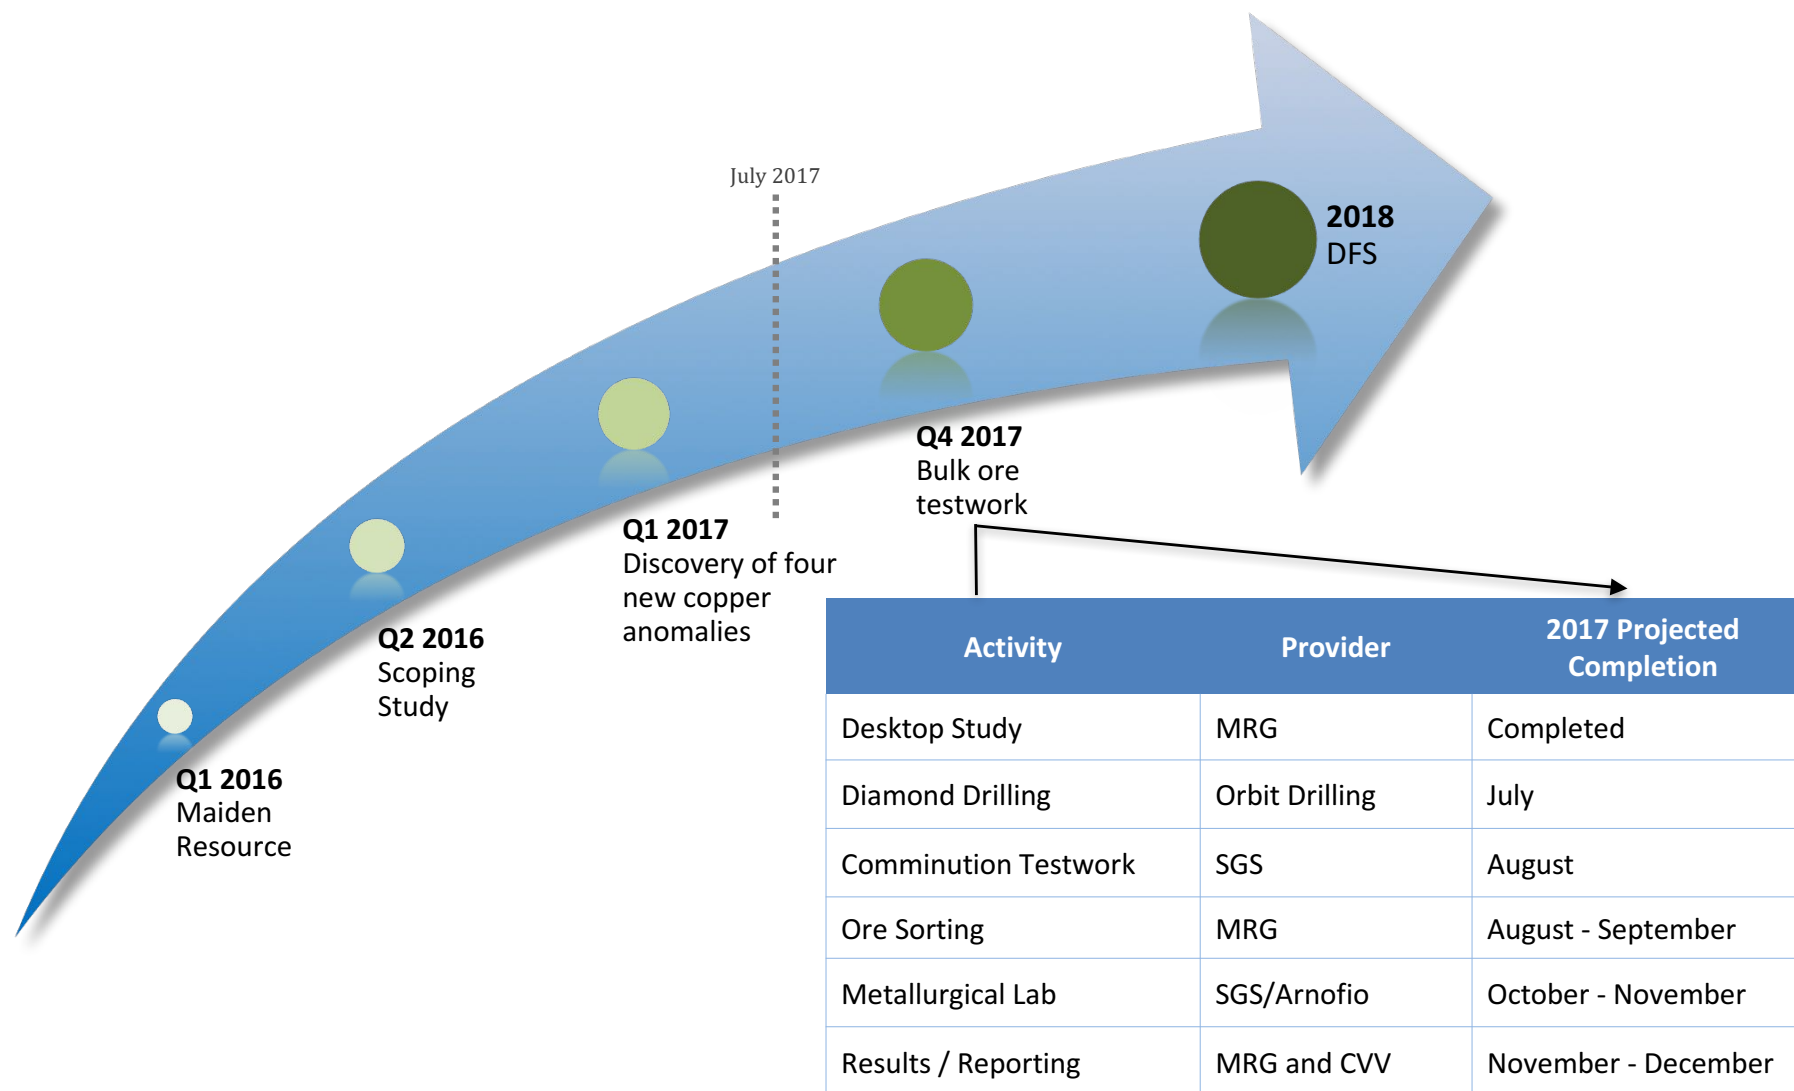 July 2017
2018
DFS
Q4 2017
Bulk ore
testwork
Q1 2017
Discovery of four
new copper
anomalies
Q2 2016
Scoping
Study
Q1 2016
Maiden
Resource
Activity Provider 2017 Projected
Completion
Desktop Study MRG Completed
Diamond Drilling Orbit Drilling July
Comminution Testwork SGS August
Ore Sorting MRG August - September
Metallurgical Lab SGS/Arnofio October - November
Results / Reporting MRG and CVV November - December